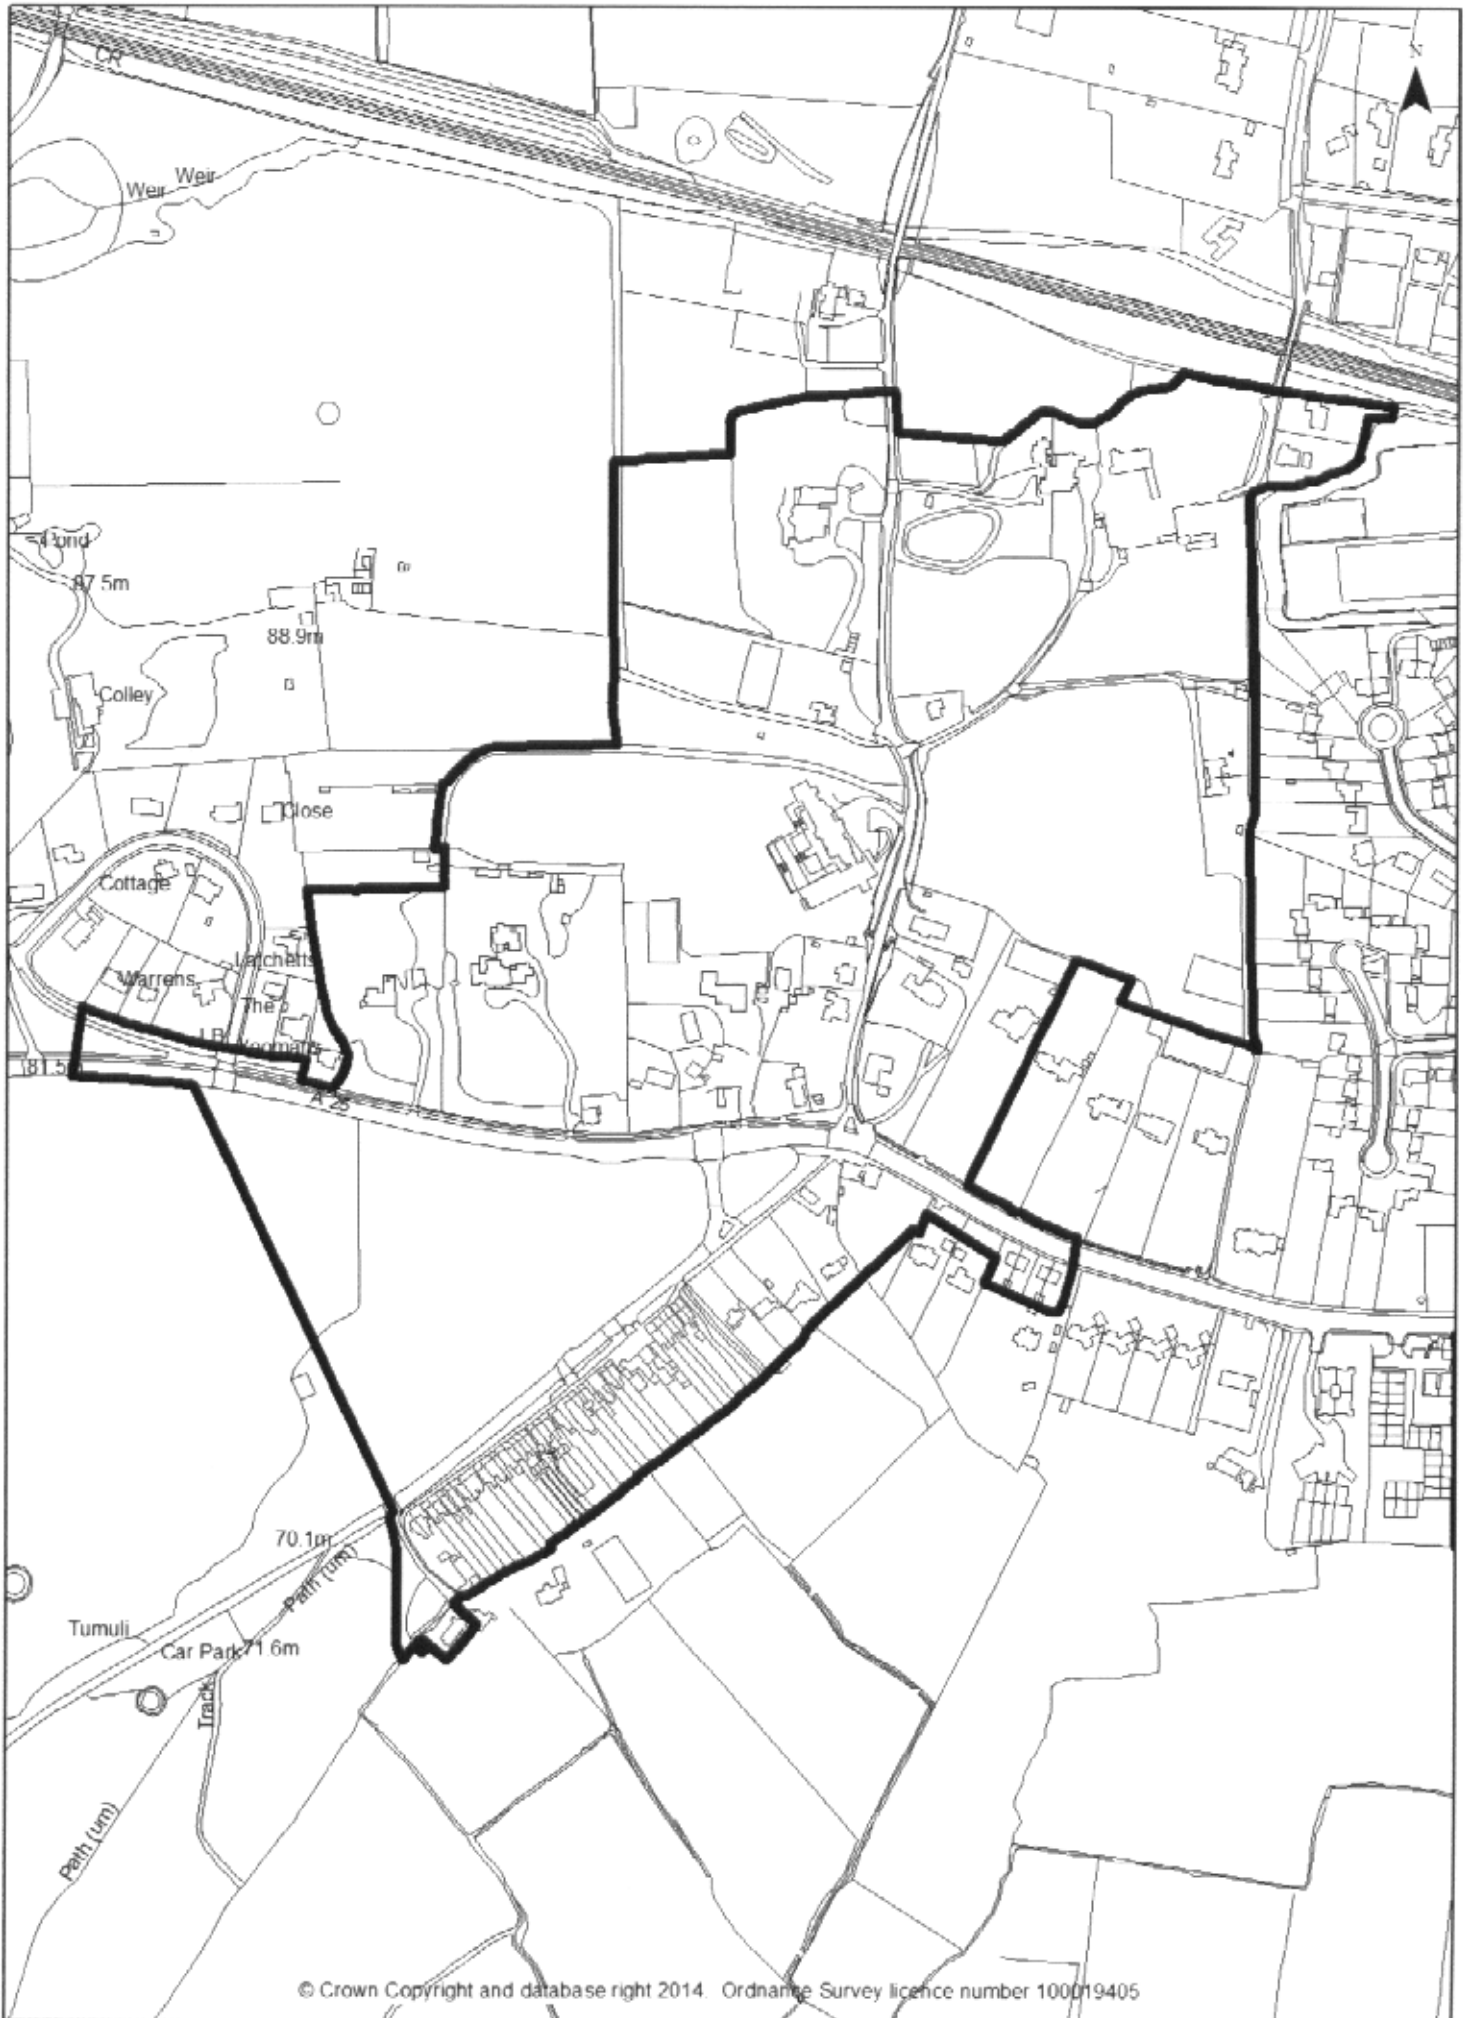 N
CR
Weir Weir
Pond
87.5m
88.9m
Colley
Close
Cottage
Latchetts
Warrens
The
81.5
A 25
70.1m
Path (um)
Tumuli
Car Park 71.6m
Track
Path (um)
© Crown Copyright and database right 2014. Ordnance Survey licence number 100019405